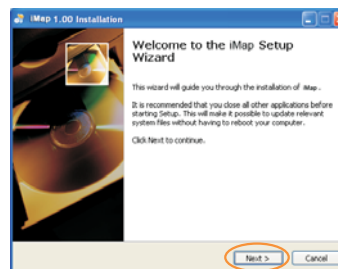 iMap 1.00 Installation
Welcome to the iMap Setup
Wizard
This wizard will guide you through the installation of iMap.
It is recommended that you close all other applications before
starting Setup. This will make it possible to update relevant
system files without having to reboot your computer.
Click Next to continue.
Next >
Cancel